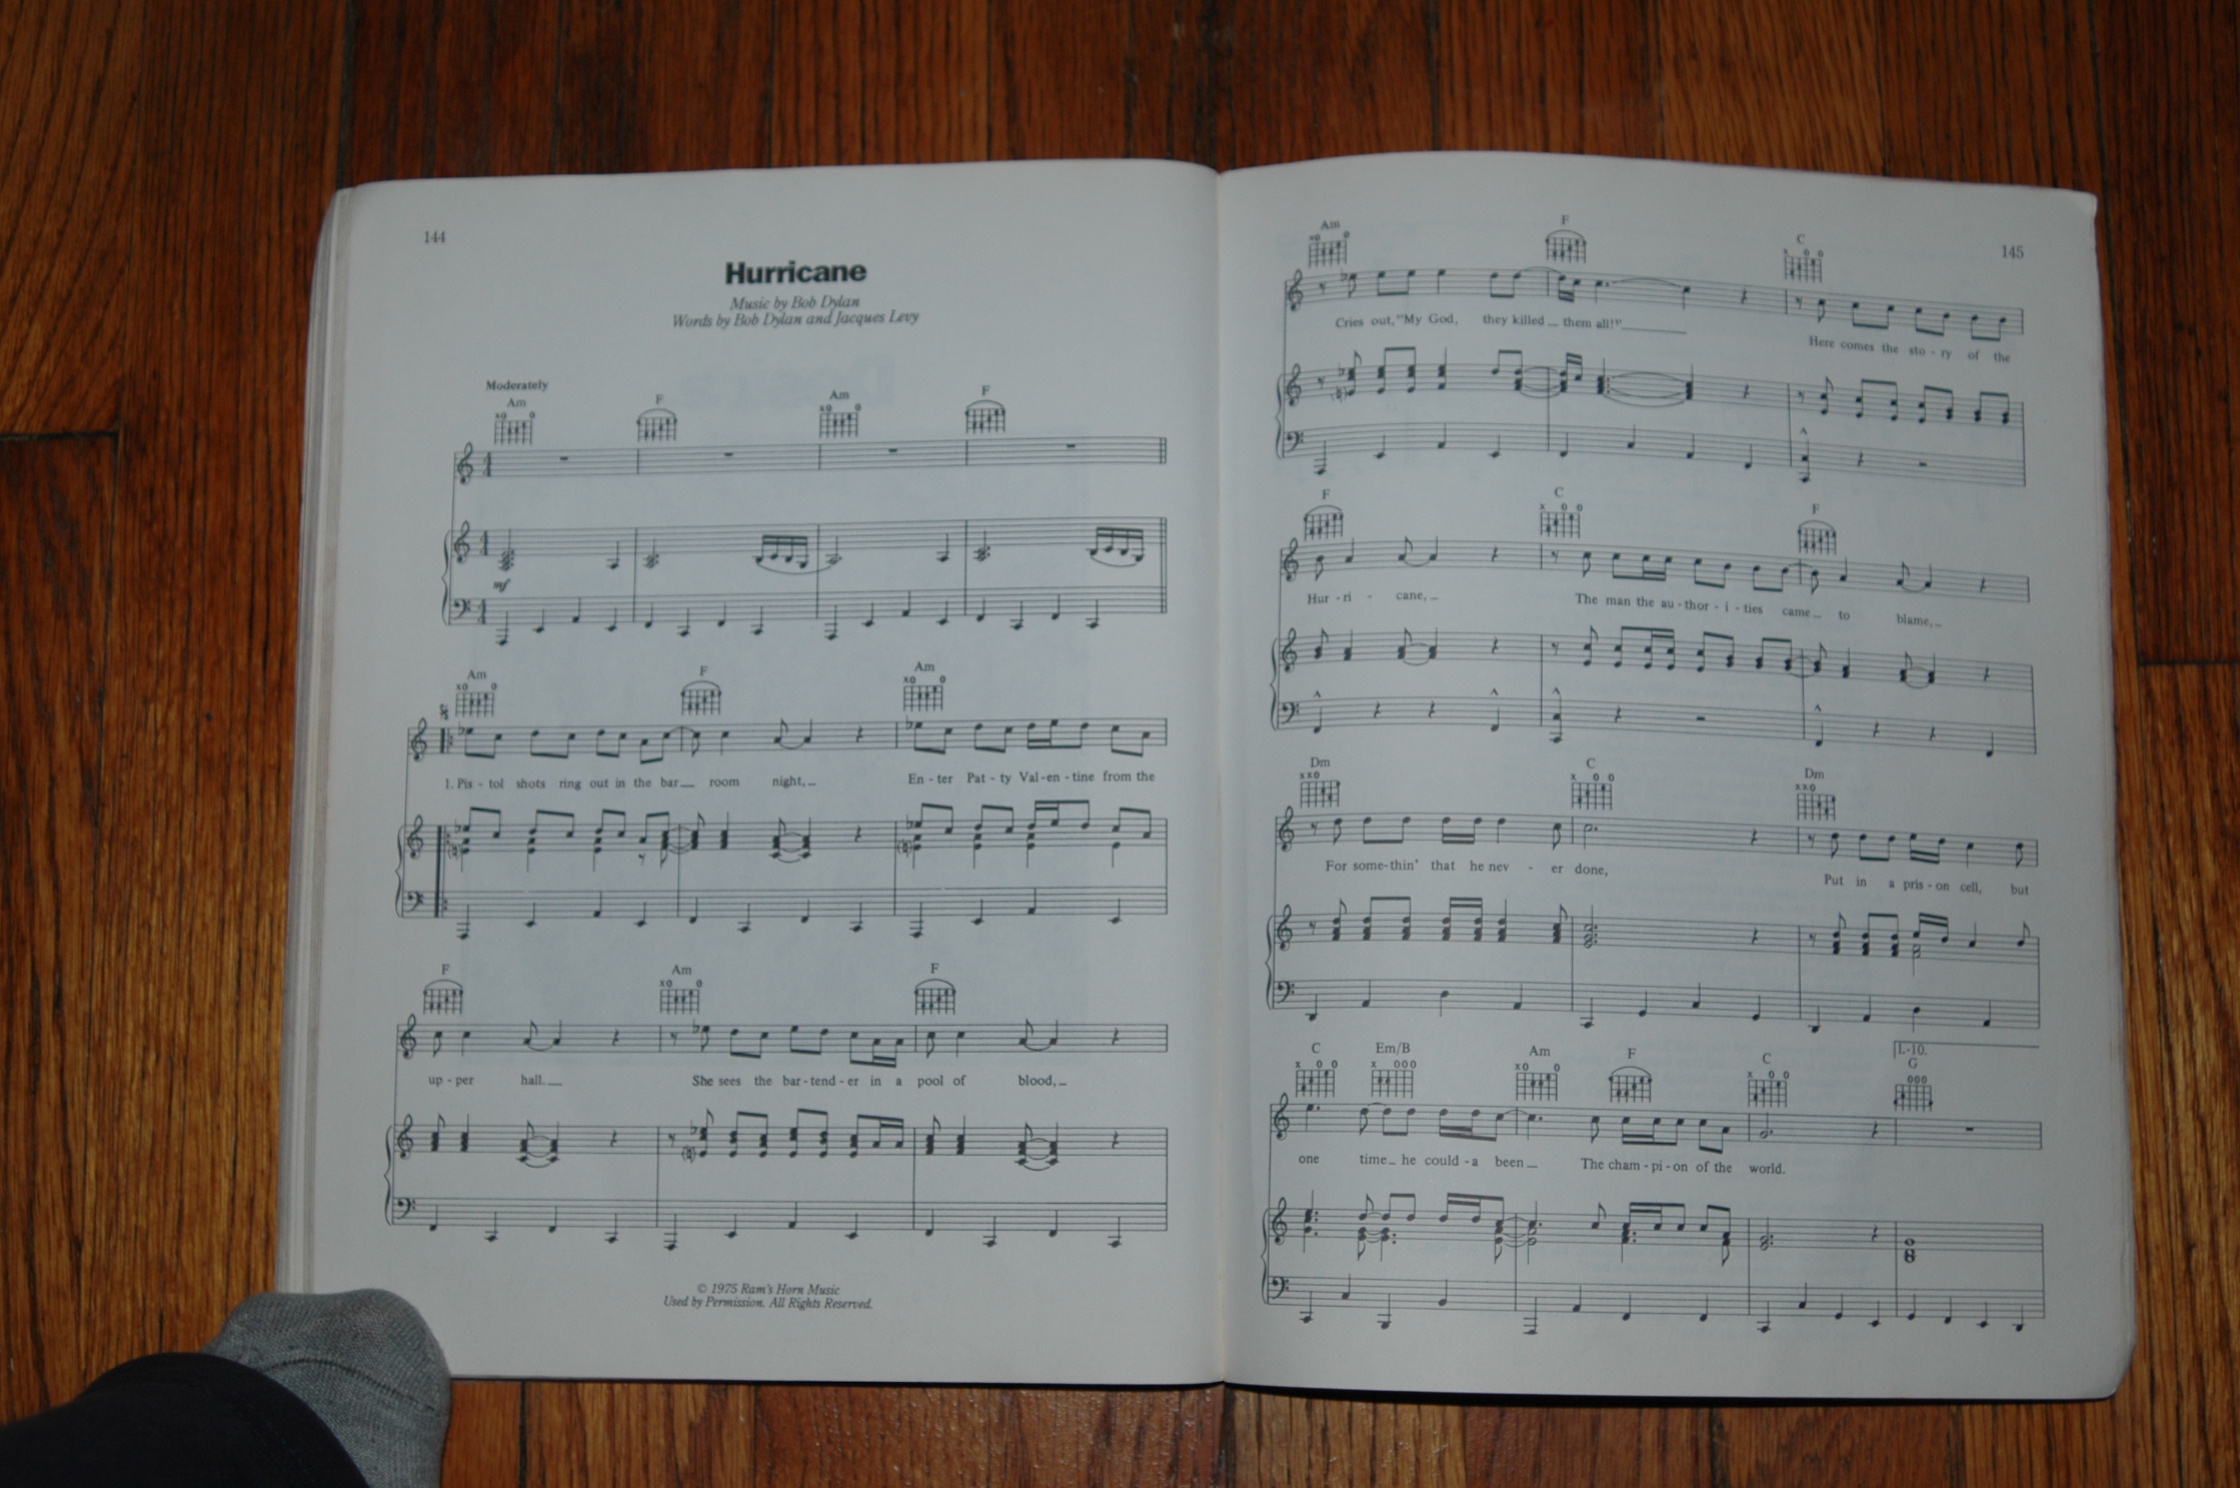 144
Hurricane
Music by Bob Dylan
Words by Bob Dylan and Jacques Levy
Moderately
Am F Am F
mf
Am F Am
1. Pis - tol shots ring out in the bar room night, En - ter Pat - ty Val - en - tine from the
F Am F
up - per hall. She sees the bar - tend - er in a pool of blood,
© 1975 Ram's Horn Music
Used by Permission. All Rights Reserved.
145
Am F C
Cries out, "My God, they killed them all!" Here comes the sto - ry of the
F C F
Hur - ri - cane, The man the au - thor - i - ties came to blame,
Dm C Dm
For some - thin' that he nev - er done, Put in a pris - on cell, but
C Em/B Am F C 1.-10. G
one time he could - a been The cham - pi - on of the world.